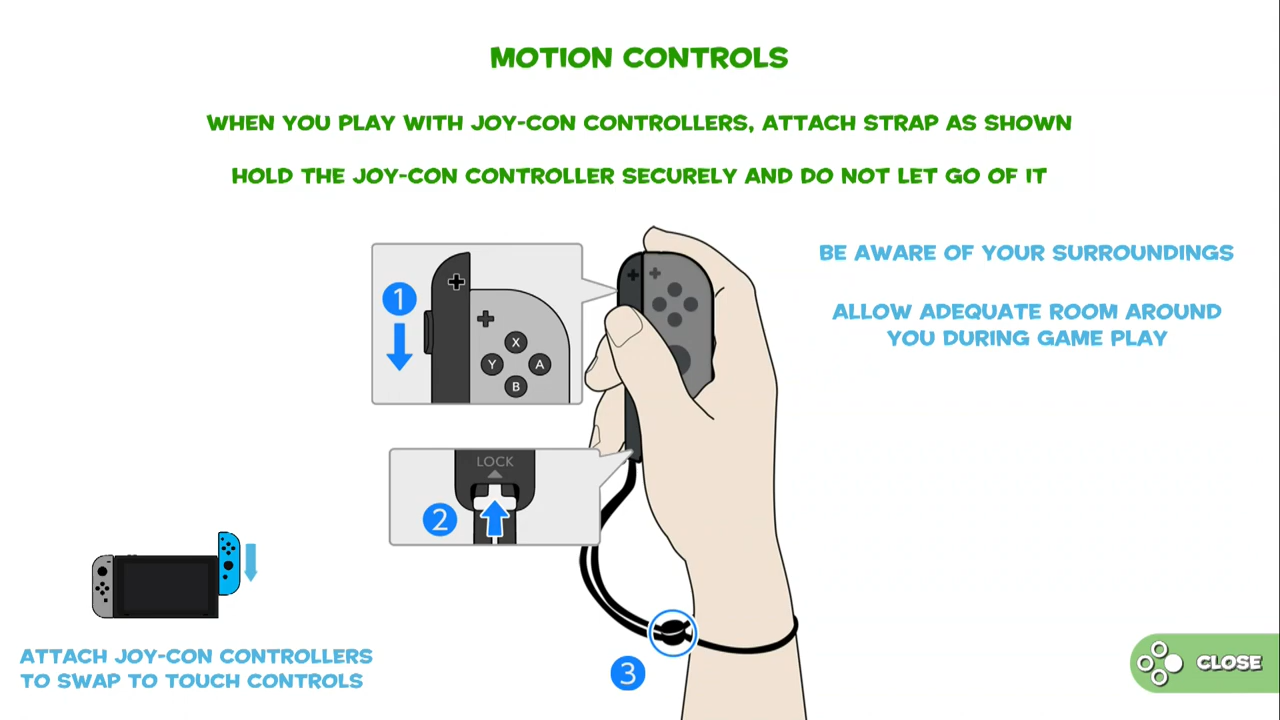 MOTION CONTROLS
WHEN YOU PLAY WITH JOY-CON CONTROLLERS, ATTACH STRAP AS SHOWN
HOLD THE JOY-CON CONTROLLER SECURELY AND DO NOT LET GO OF IT
BE AWARE OF YOUR SURROUNDINGS
ALLOW ADEQUATE ROOM AROUND
YOU DURING GAME PLAY
1
X
Y A
B
LOCK
2
3
ATTACH JOY-CON CONTROLLERS
TO SWAP TO TOUCH CONTROLS
CLOSE